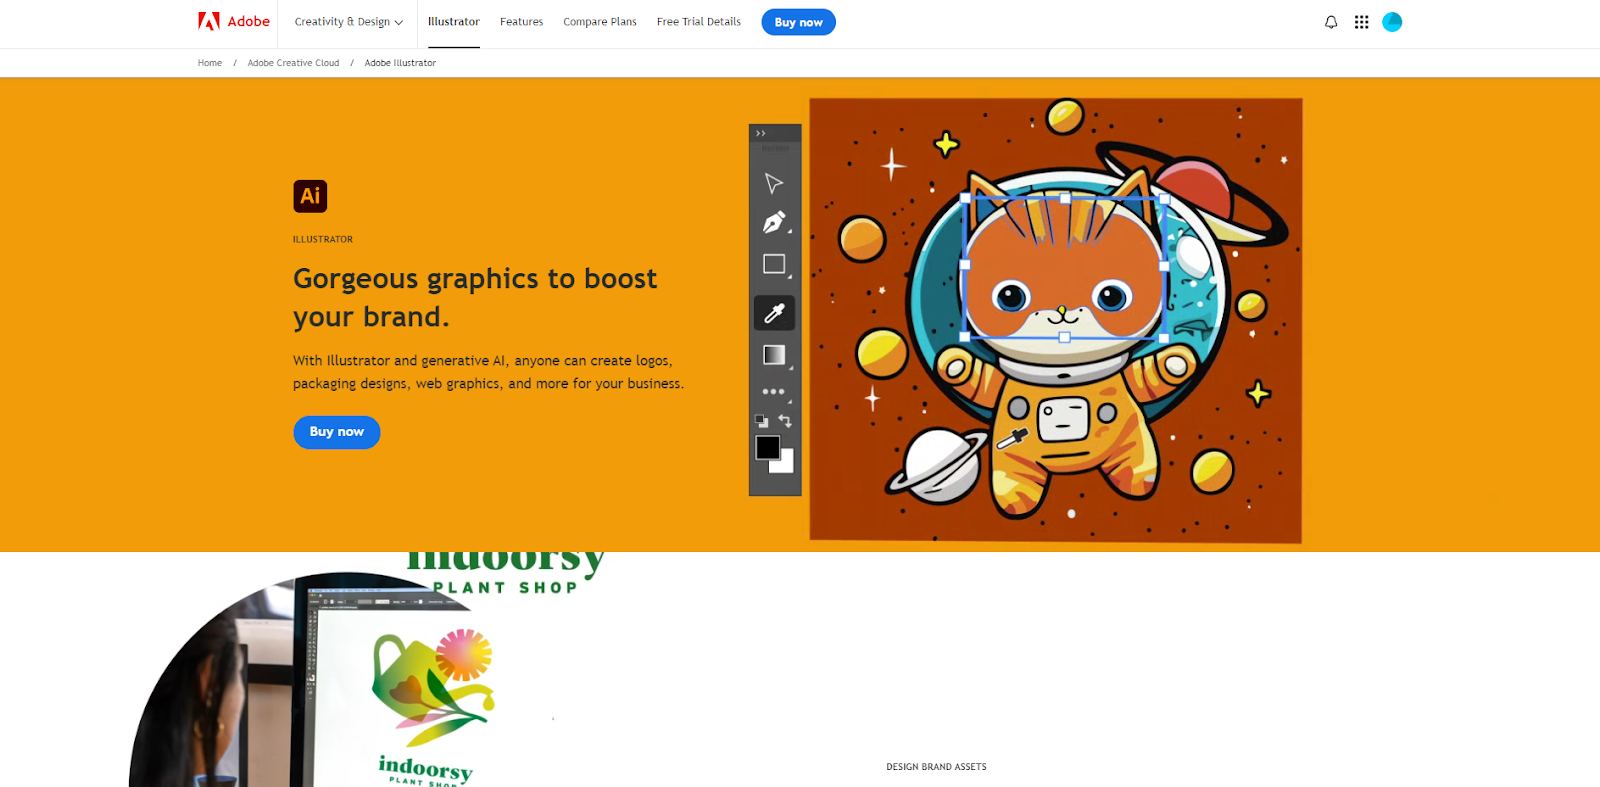 Adobe
Creativity & Design
Illustrator
Features
Compare Plans
Free Trial Details
Buy now
Home / Adobe Creative Cloud / Adobe Illustrator
Ai
ILLUSTRATOR
Gorgeous graphics to boost
your brand.
With Illustrator and generative AI, anyone can create logos,
packaging designs, web graphics, and more for your business.
Buy now
indoorsy
PLANT SHOP
indoorsy
PLANT SHOP
DESIGN BRAND ASSETS